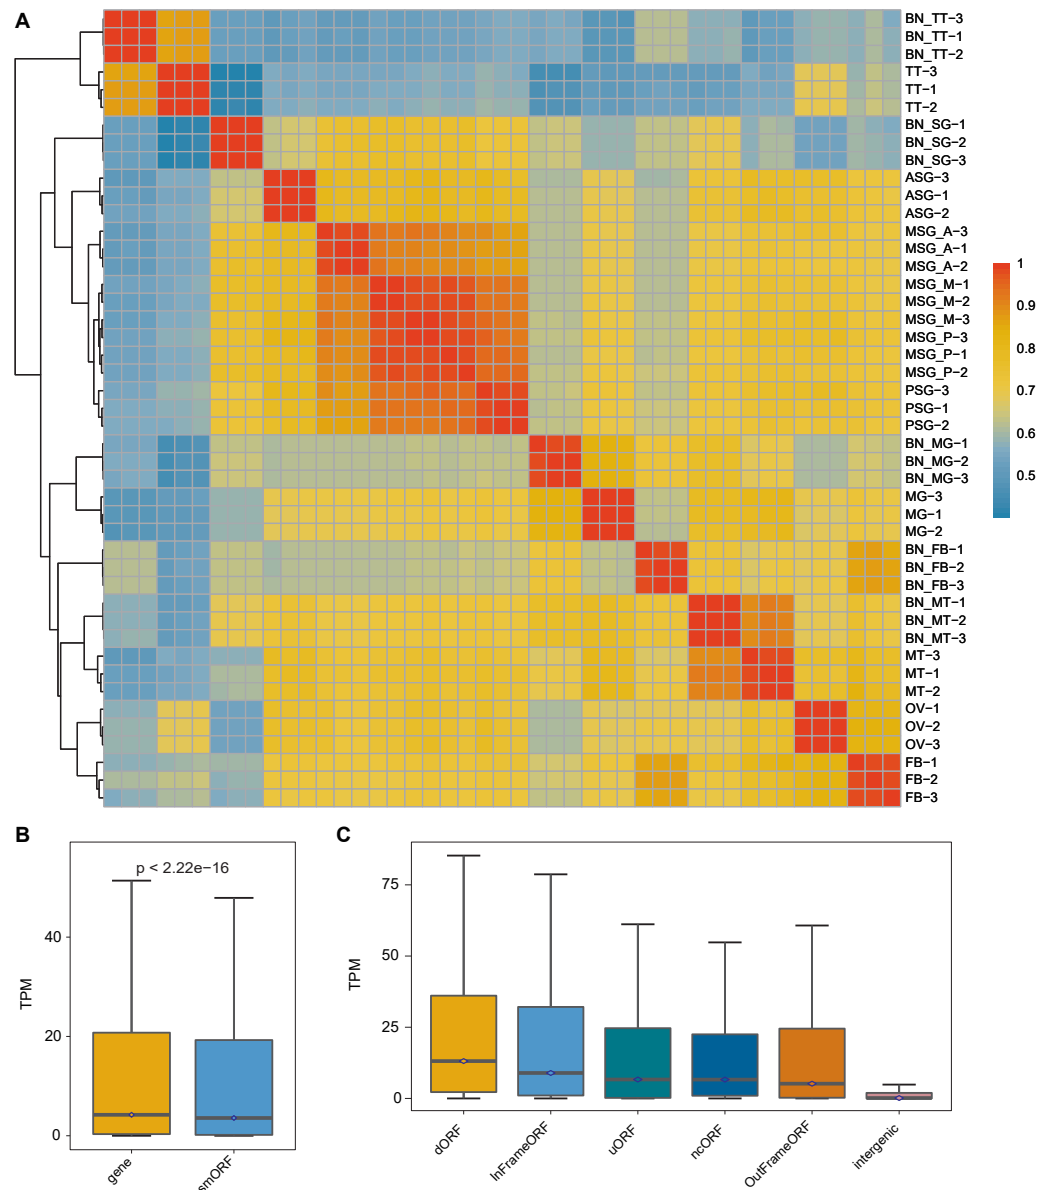 A
BN_TT−3
BN_TT−1
BN_TT−2
TT−3
TT−1
TT−2
BN_SG−1
BN_SG−2
BN_SG−3
ASG−3
ASG−1
ASG−2
MSG_A−3
MSG_A−1
MSG_A−2
MSG_M−1
MSG_M−2
MSG_M−3
MSG_P−3
MSG_P−1
MSG_P−2
PSG−3
PSG−1
PSG−2
BN_MG−1
BN_MG−2
BN_MG−3
MG−3
MG−1
MG−2
BN_FB−1
BN_FB−2
BN_FB−3
BN_MT−1
BN_MT−2
BN_MT−3
MT−3
MT−1
MT−2
OV−1
OV−2
OV−3
FB−1
FB−2
FB−3
1
0.9
0.8
0.7
0.6
0.5
B
p < 2.22e−16
TPM
40
20
0
gene
smORF
C
TPM
75
50
25
0
dORF
InFrameORF
uORF
ncORF
OutFrameORF
intergenic